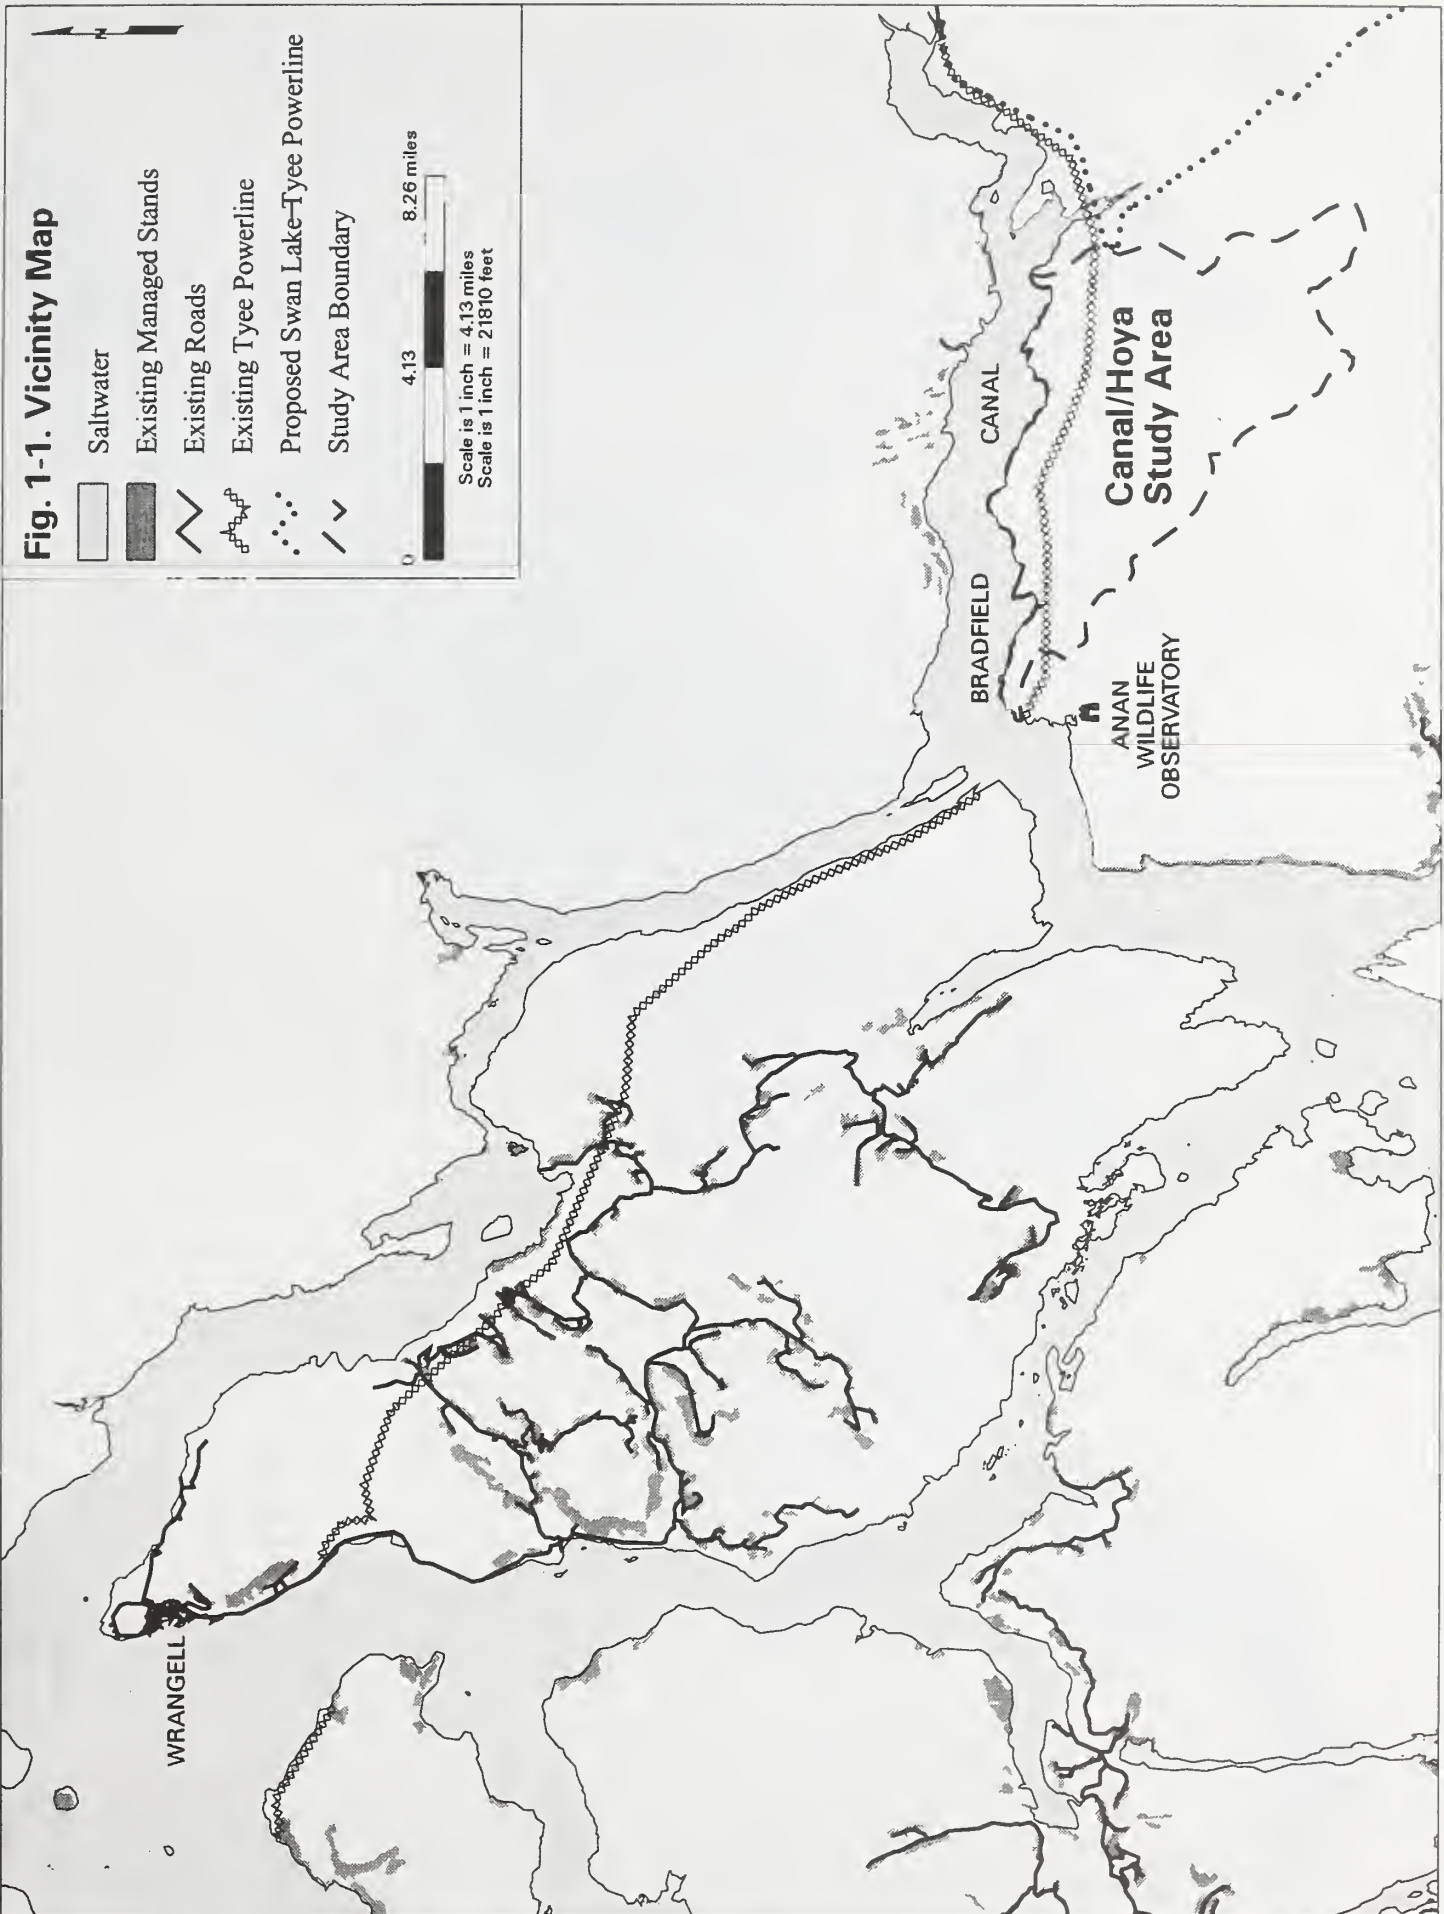 Fig. 1-1. Vicinity Map
N
Saltwater
Existing Managed Stands
Existing Roads
Existing Tyee Powerline
Proposed Swan Lake-Tyee Powerline
Study Area Boundary
0 4.13 8.26 miles
Scale is 1 inch = 4.13 miles
Scale is 1 inch = 21810 feet
WRANGELL
BRADFIELD CANAL
Canal/Hoya
Study Area
ANAN
WILDLIFE
OBSERVATORY